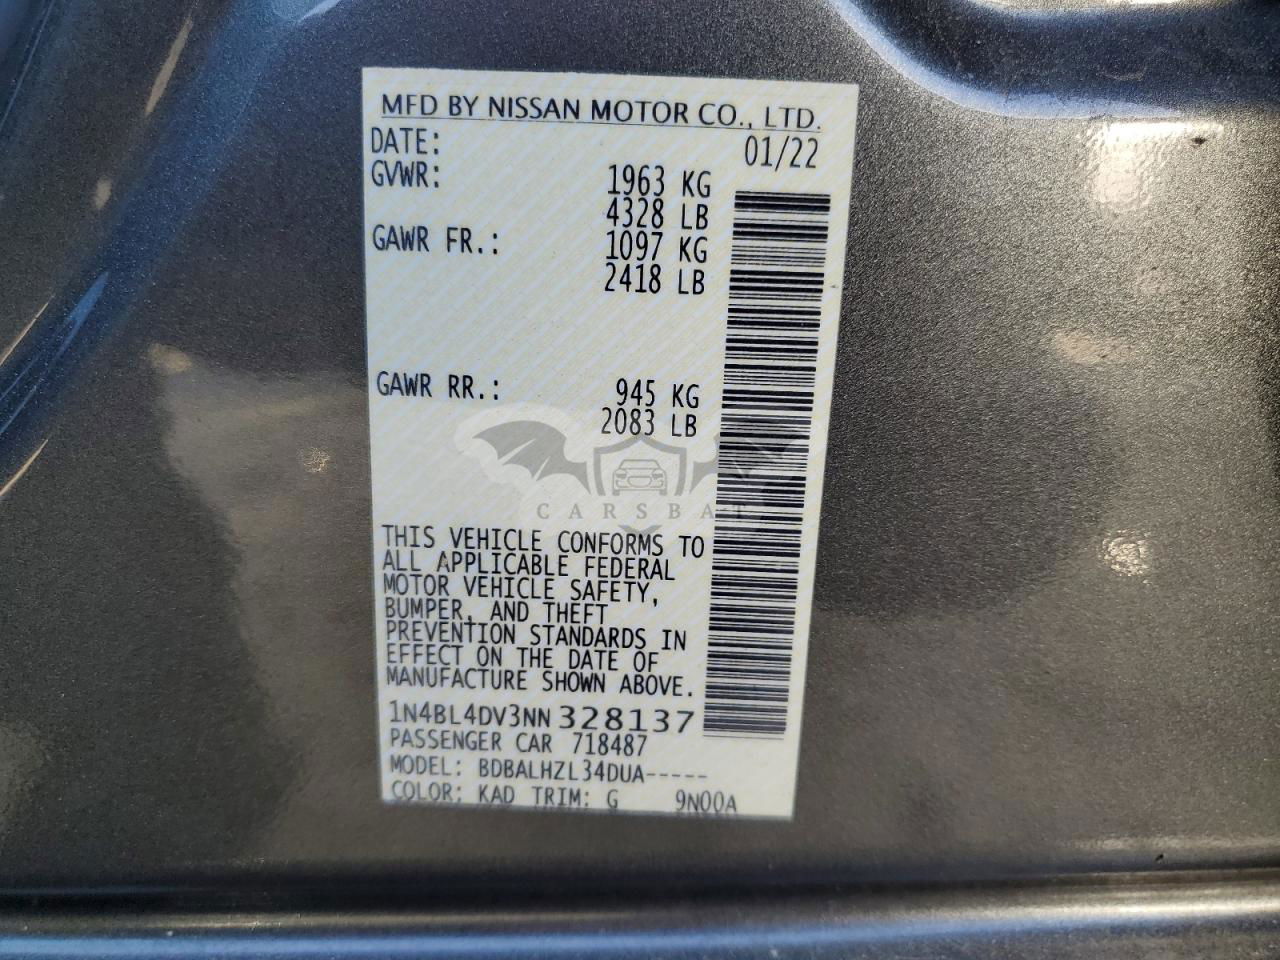 MFD BY NISSAN MOTOR CO., LTD.
DATE: 01/22
GVWR: 1963 KG
4328 LB
GAWR FR.: 1097 KG
2418 LB
GAWR RR.: 945 KG
2083 LB
CARSBAT
THIS VEHICLE CONFORMS TO
ALL APPLICABLE FEDERAL
MOTOR VEHICLE SAFETY,
BUMPER, AND THEFT
PREVENTION STANDARDS IN
EFFECT ON THE DATE OF
MANUFACTURE SHOWN ABOVE.
1N4BL4DV3NN328137
PASSENGER CAR 718487
MODEL: BDBALHZL34DUA-----
COLOR: KAD TRIM: G 9N00A